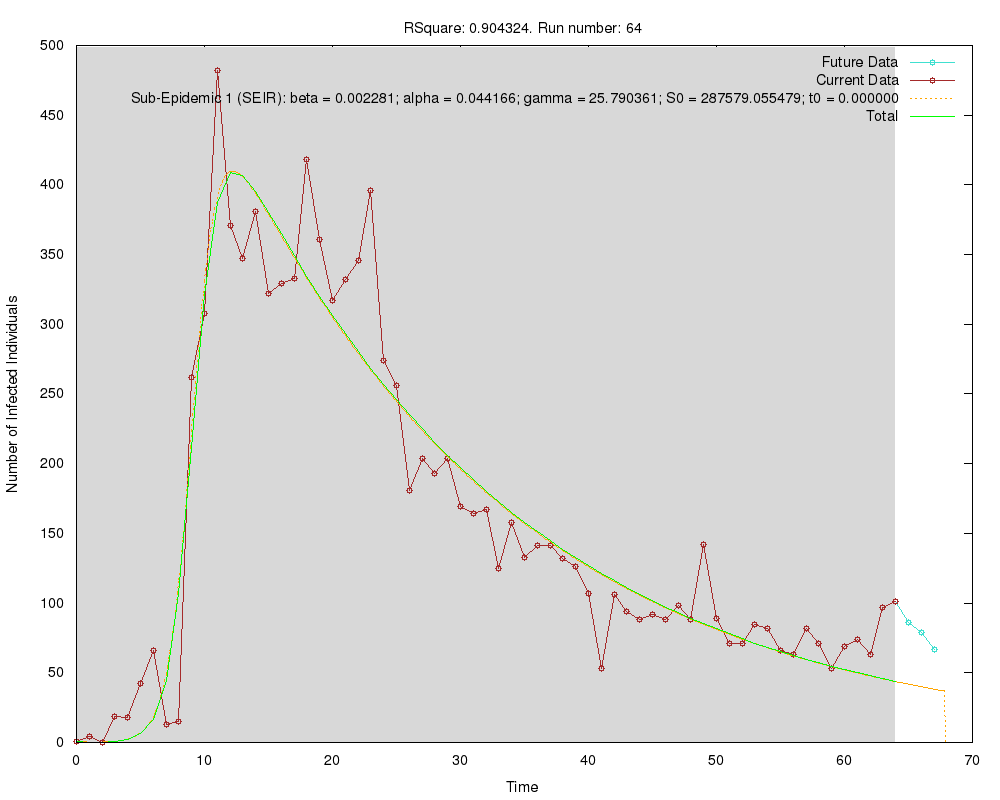 RSquare: 0.904324. Run number: 64
500
450
400
350
300
250
200
150
100
50
0
Number of Infected Individuals
Future Data
Current Data
Sub-Epidemic 1 (SEIR): beta = 0.002281; alpha = 0.044166; gamma = 25.790361; S0 = 287579.055479; t0 = 0.000000
Total
0 10 20 30 40 50 60 70
Time